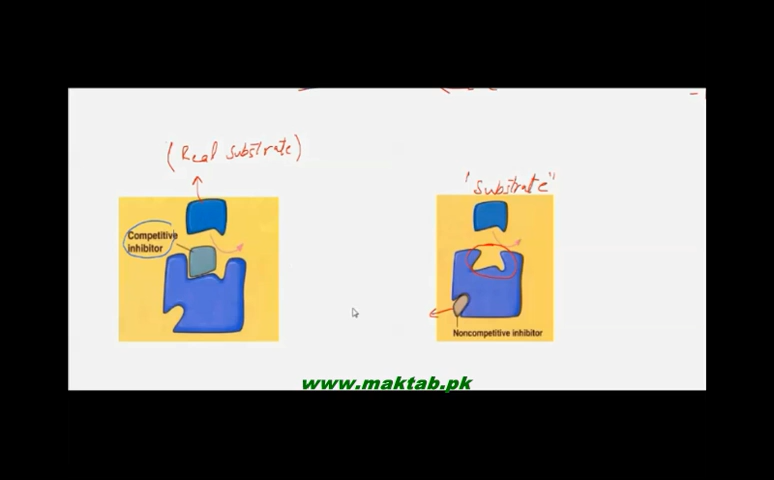 (Real Substrate)
"Substrate"
Competitive
inhibitor
Noncompetitive inhibitor
www.maktab.pk